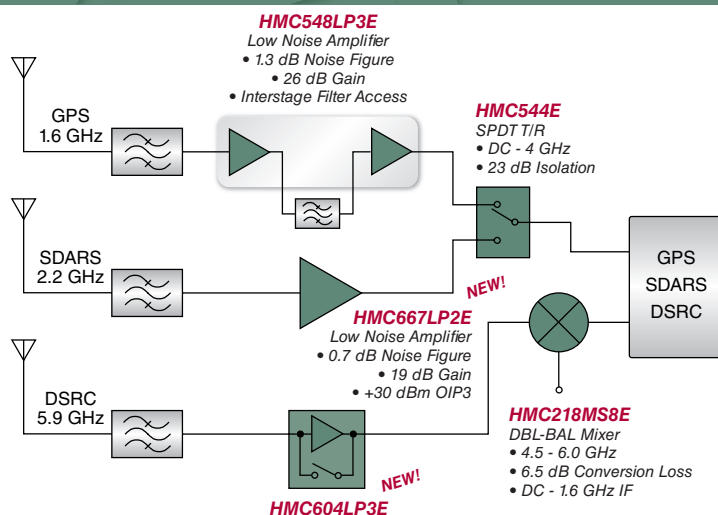 HMC548LP3E
Low Noise Amplifier
• 1.3 dB Noise Figure
• 26 dB Gain
• Interstage Filter Access
GPS
1.6 GHz
HMC544E
SPDT T/R
• DC - 4 GHz
• 23 dB Isolation
SDARS
2.2 GHz
NEW!
HMC667LP2E
Low Noise Amplifier
• 0.7 dB Noise Figure
• 19 dB Gain
• +30 dBm OIP3
GPS
SDARS
DSRC
DSRC
5.9 GHz
NEW!
HMC604LP3E
HMC218MS8E
DBL-BAL Mixer
• 4.5 - 6.0 GHz
• 6.5 dB Conversion Loss
• DC - 1.6 GHz IF